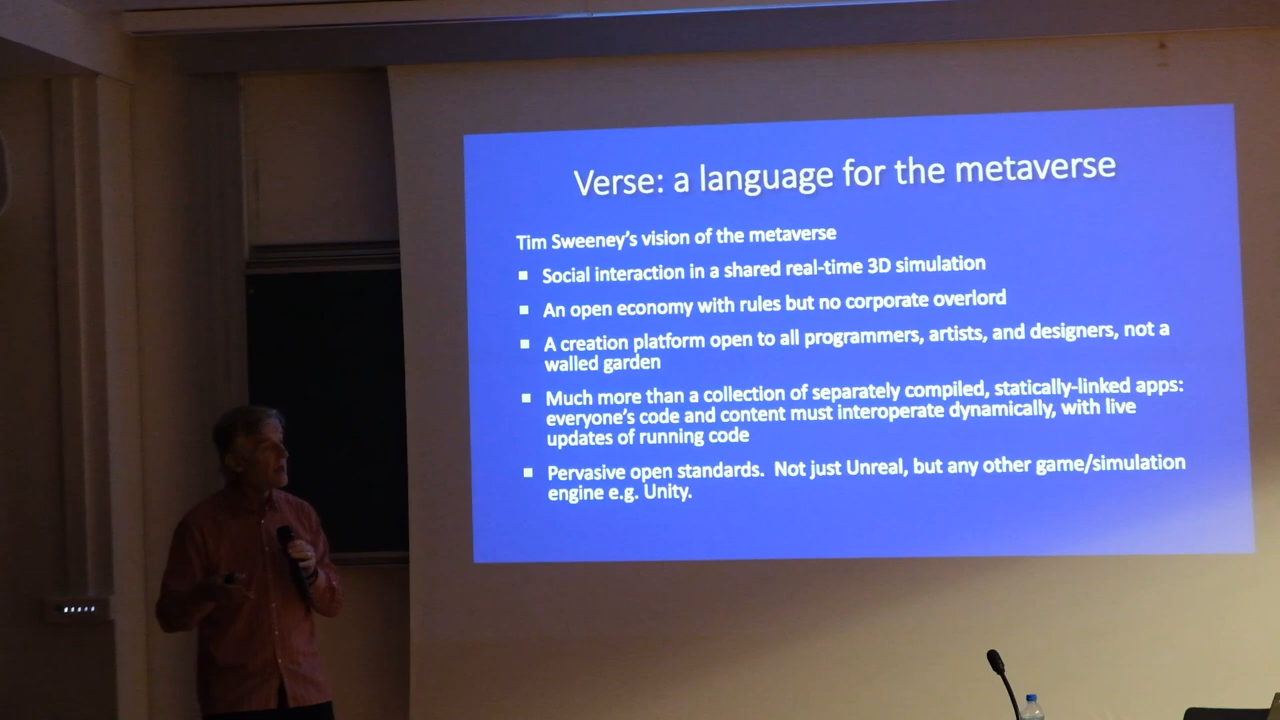 Verse: a language for the metaverse
Tim Sweeney's vision of the metaverse
▪ Social interaction in a shared real-time 3D simulation
▪ An open economy with rules but no corporate overlord
▪ A creation platform open to all programmers, artists, and designers, not a
walled garden
▪ Much more than a collection of separately compiled, statically-linked apps:
everyone's code and content must interoperate dynamically, with live
updates of running code
▪ Pervasive open standards.  Not just Unreal, but any other game/simulation
engine e.g. Unity.